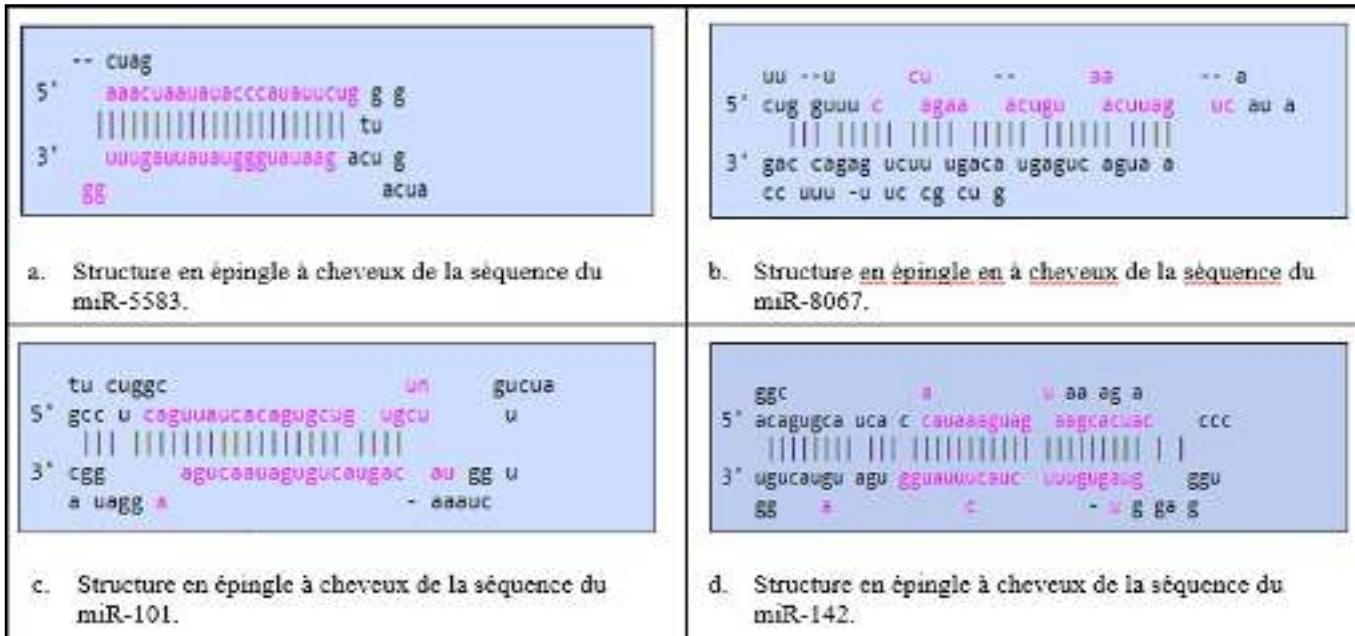 -- cuag
5' aaacuaauauacccauauucug g g
|||||||||||||||||||||| tu
3' uuugauuauauggguauaag acu g
gg acua
a. Structure en épingle à cheveux de la séquence du
miR-5583.
uu --u cu -- aa -- a
5' cug guuu c agaa acugu acuuag uc au a
||| ||||| |||| ||||| |||||| ||||
3' gac cagag ucuu ugaca ugaguc agua a
cc uuu -u uc cg cu g
b. Structure en épingle en à cheveux de la séquence du
miR-8067.
tu cuggc un gucua
5' gcc u caguuaucacagugcug ugcu u
||| ||||||||||||||||| ||||
3' cgg agucaauagugucaugac au gg u
a uagg a - aaauc
c. Structure en épingle à cheveux de la séquence du
miR-101.
ggc a u aa ag a
5' acagugca uca c cauaaaguag aagcacuac ccc
|||||||| ||| |||||||||| ||||||||| | |
3' ugucaugu agu gguauuucauc uuugugaug ggu
gg a c - u g ga g
d. Structure en épingle à cheveux de la séquence du
miR-142.